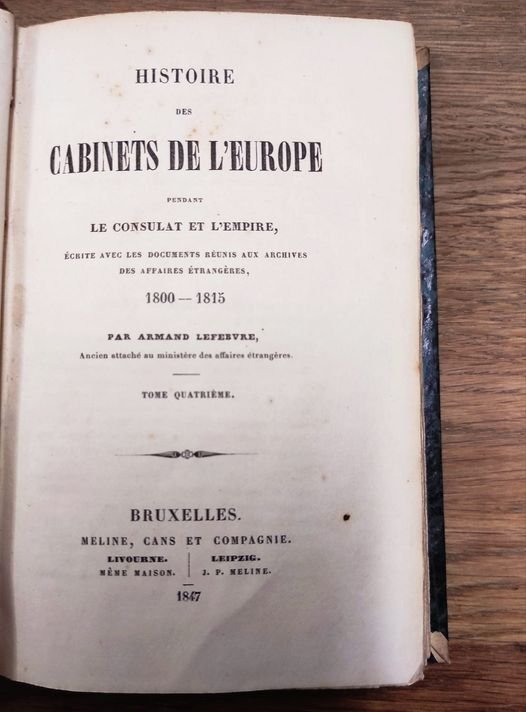 HISTOIRE
DES
CABINETS DE L'EUROPE
PENDANT
LE CONSULAT ET L'EMPIRE,
ÉCRITE AVEC LES DOCUMENTS RÉUNIS AUX ARCHIVES
DES AFFAIRES ÉTRANGÈRES,
1800 — 1815
PAR ARMAND LEFEBVRE,
Ancien attaché au ministère des affaires étrangères.
TOME QUATRIÈME.
BRUXELLES.
MELINE, CANS ET COMPAGNIE.
LIVOURNE. LEIPZIG.
MÊME MAISON. J. P. MELINE.
1847